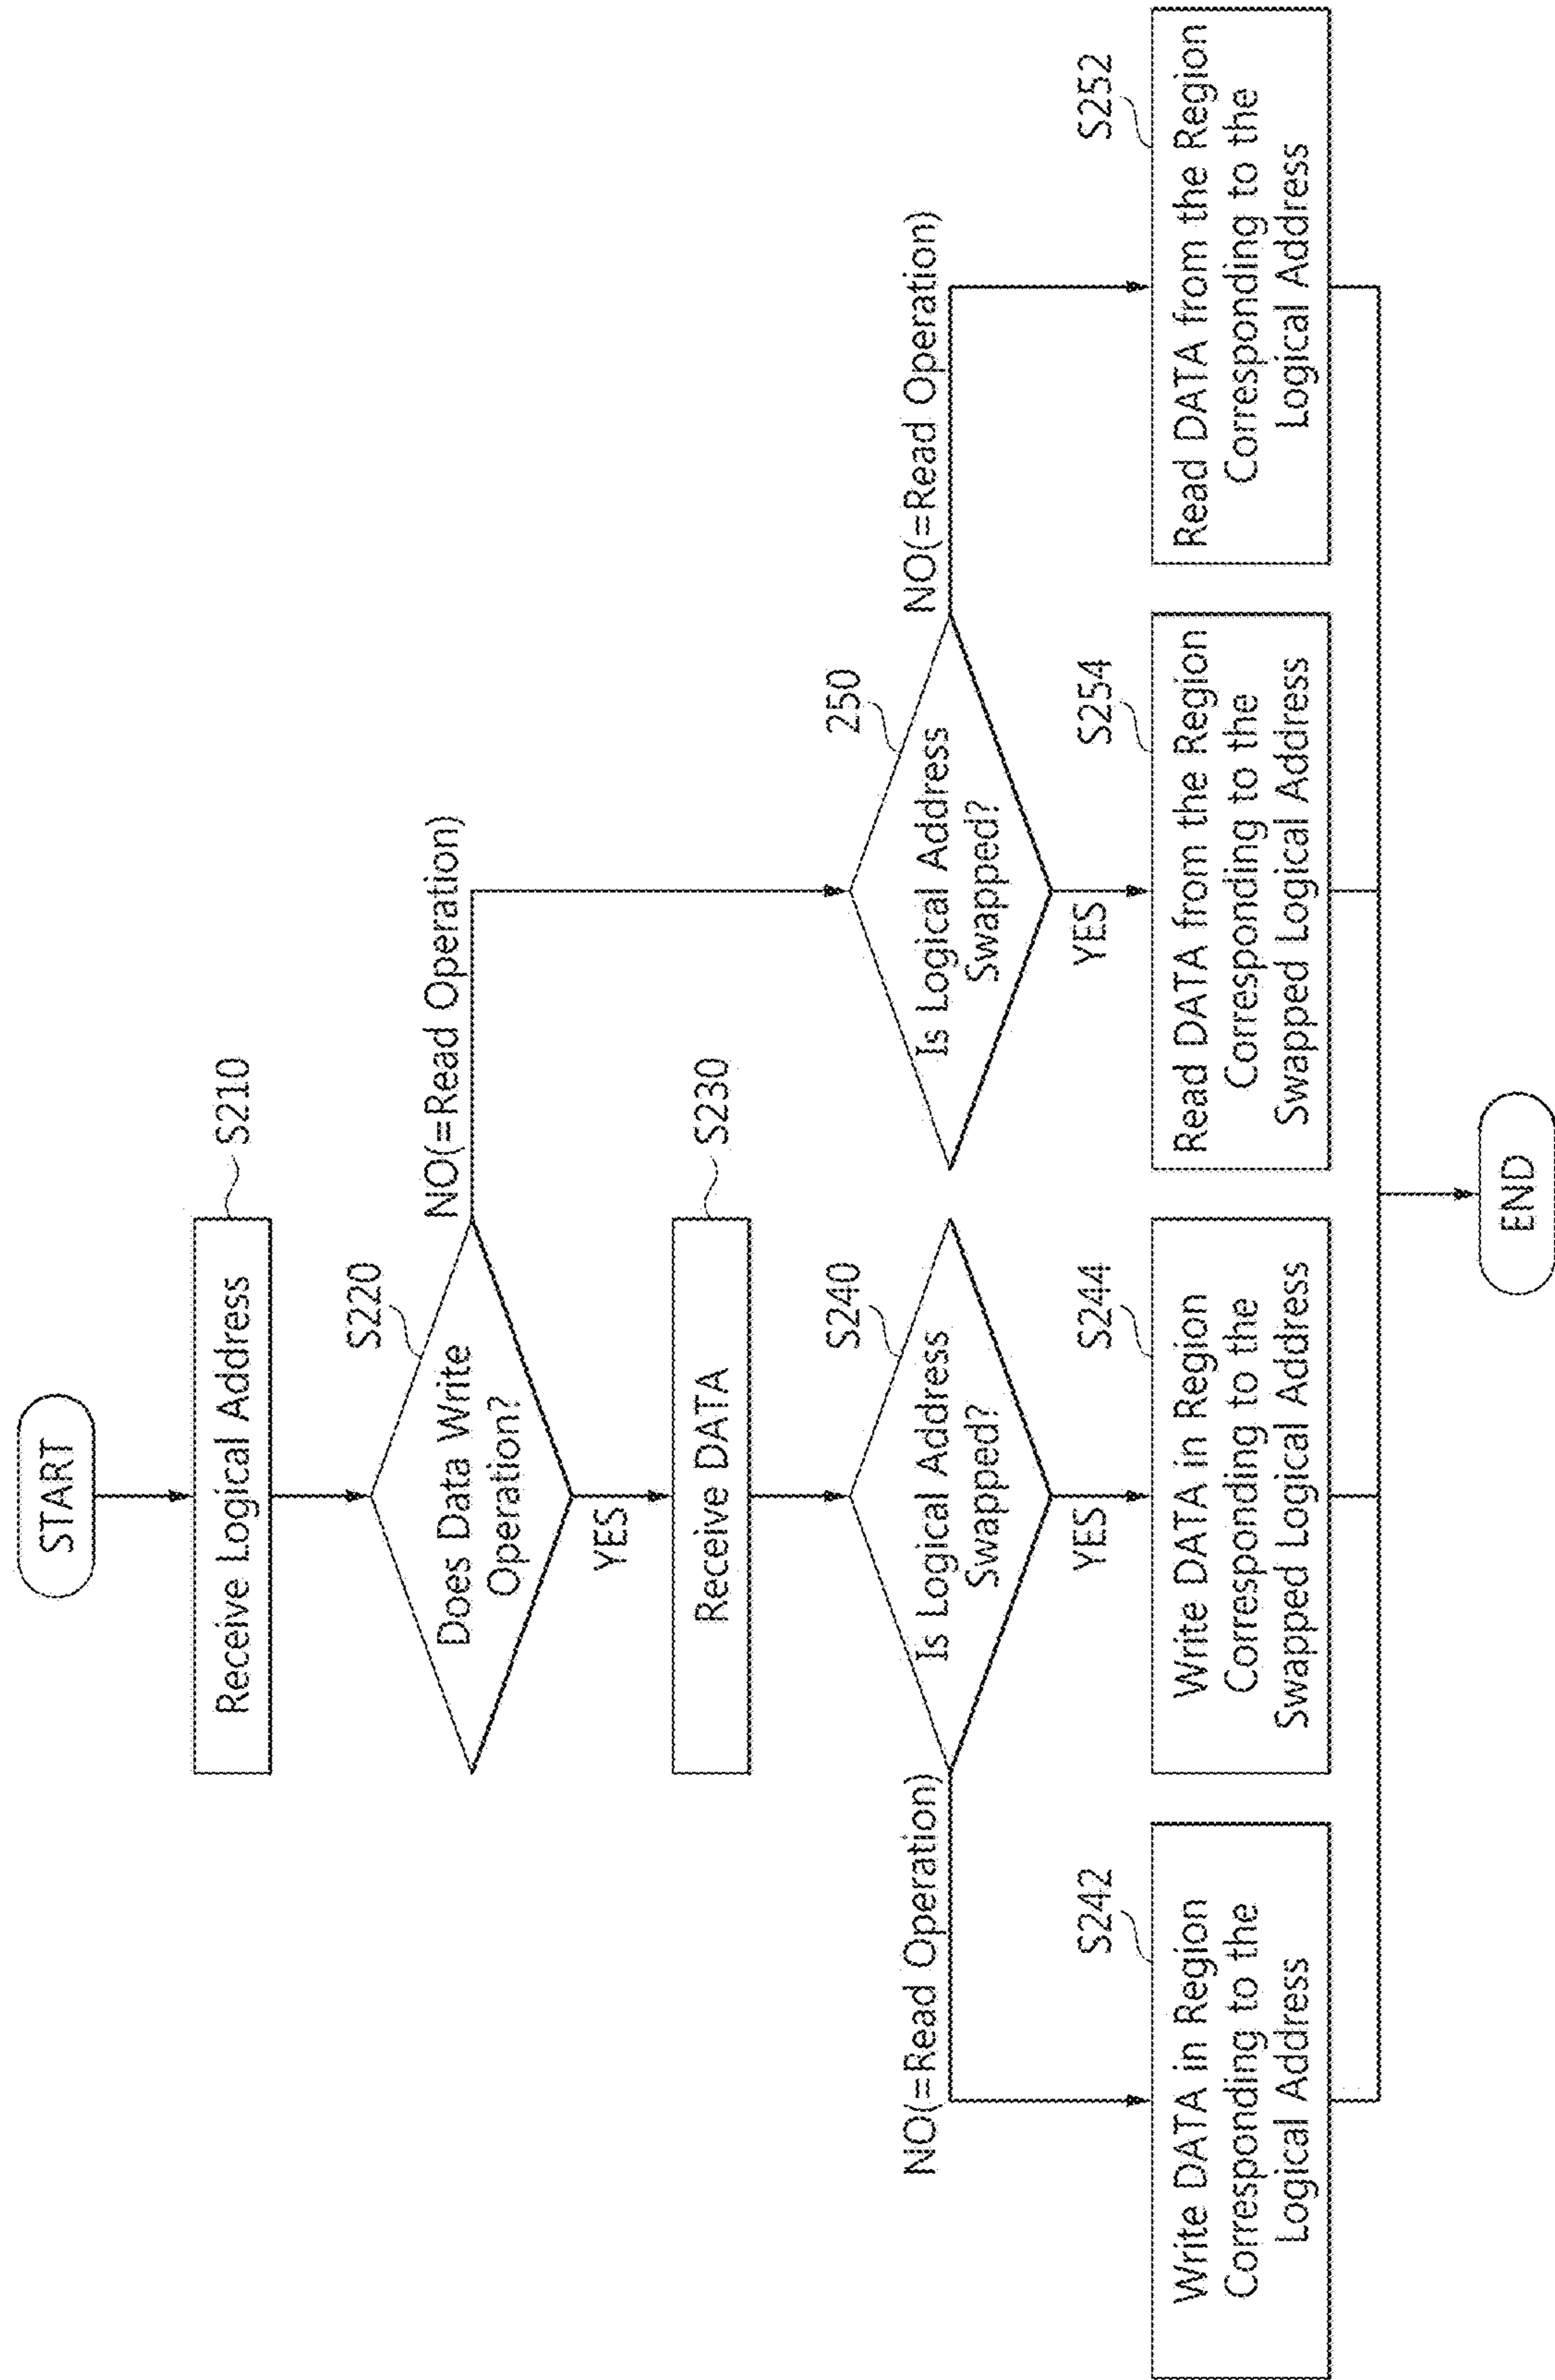 START
Receive Logical Address
S210
Does Data Write
Operation?
S220
NO(=Read Operation)
YES
Receive DATA
S230
Is Logical Address
Swapped?
S240
NO(=Read Operation)
YES
Is Logical Address
Swapped?
250
NO(=Read Operation)
YES
Write DATA in Region
Corresponding to the
Logical Address
S242
Write DATA in Region
Corresponding to the
Swapped Logical Address
S244
Read DATA from the Region
Corresponding to the
Swapped Logical Address
S254
Read DATA from the Region
Corresponding to the
Logical Address
S252
END